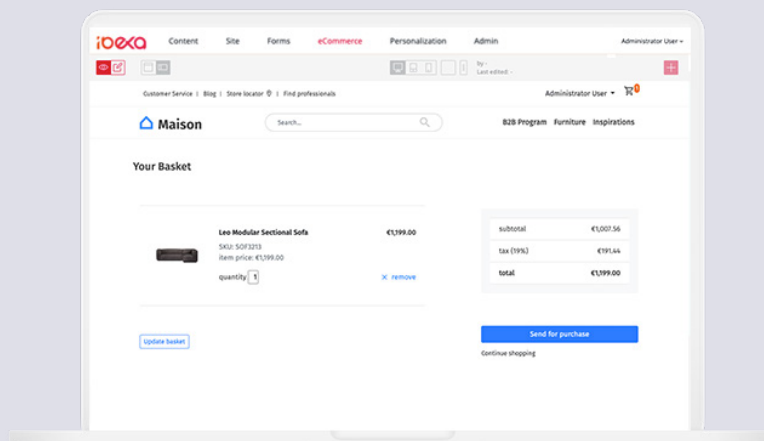 ibexa Content Site Forms eCommerce Personalization Admin Administrator User
by -
Last edited: -
Customer Service | Blog | Store locator | Find professionals Administrator User
Maison Search... B2B Program Furniture Inspirations
Your Basket
Leo Modular Sectional Sofa €1,199.00
SKU: SOF3213
item price: €1,199.00
quantity 1 × remove
subtotal €1,007.56
tax (19%) €191.44
total €1,199.00
Update basket
Send for purchase
Continue shopping